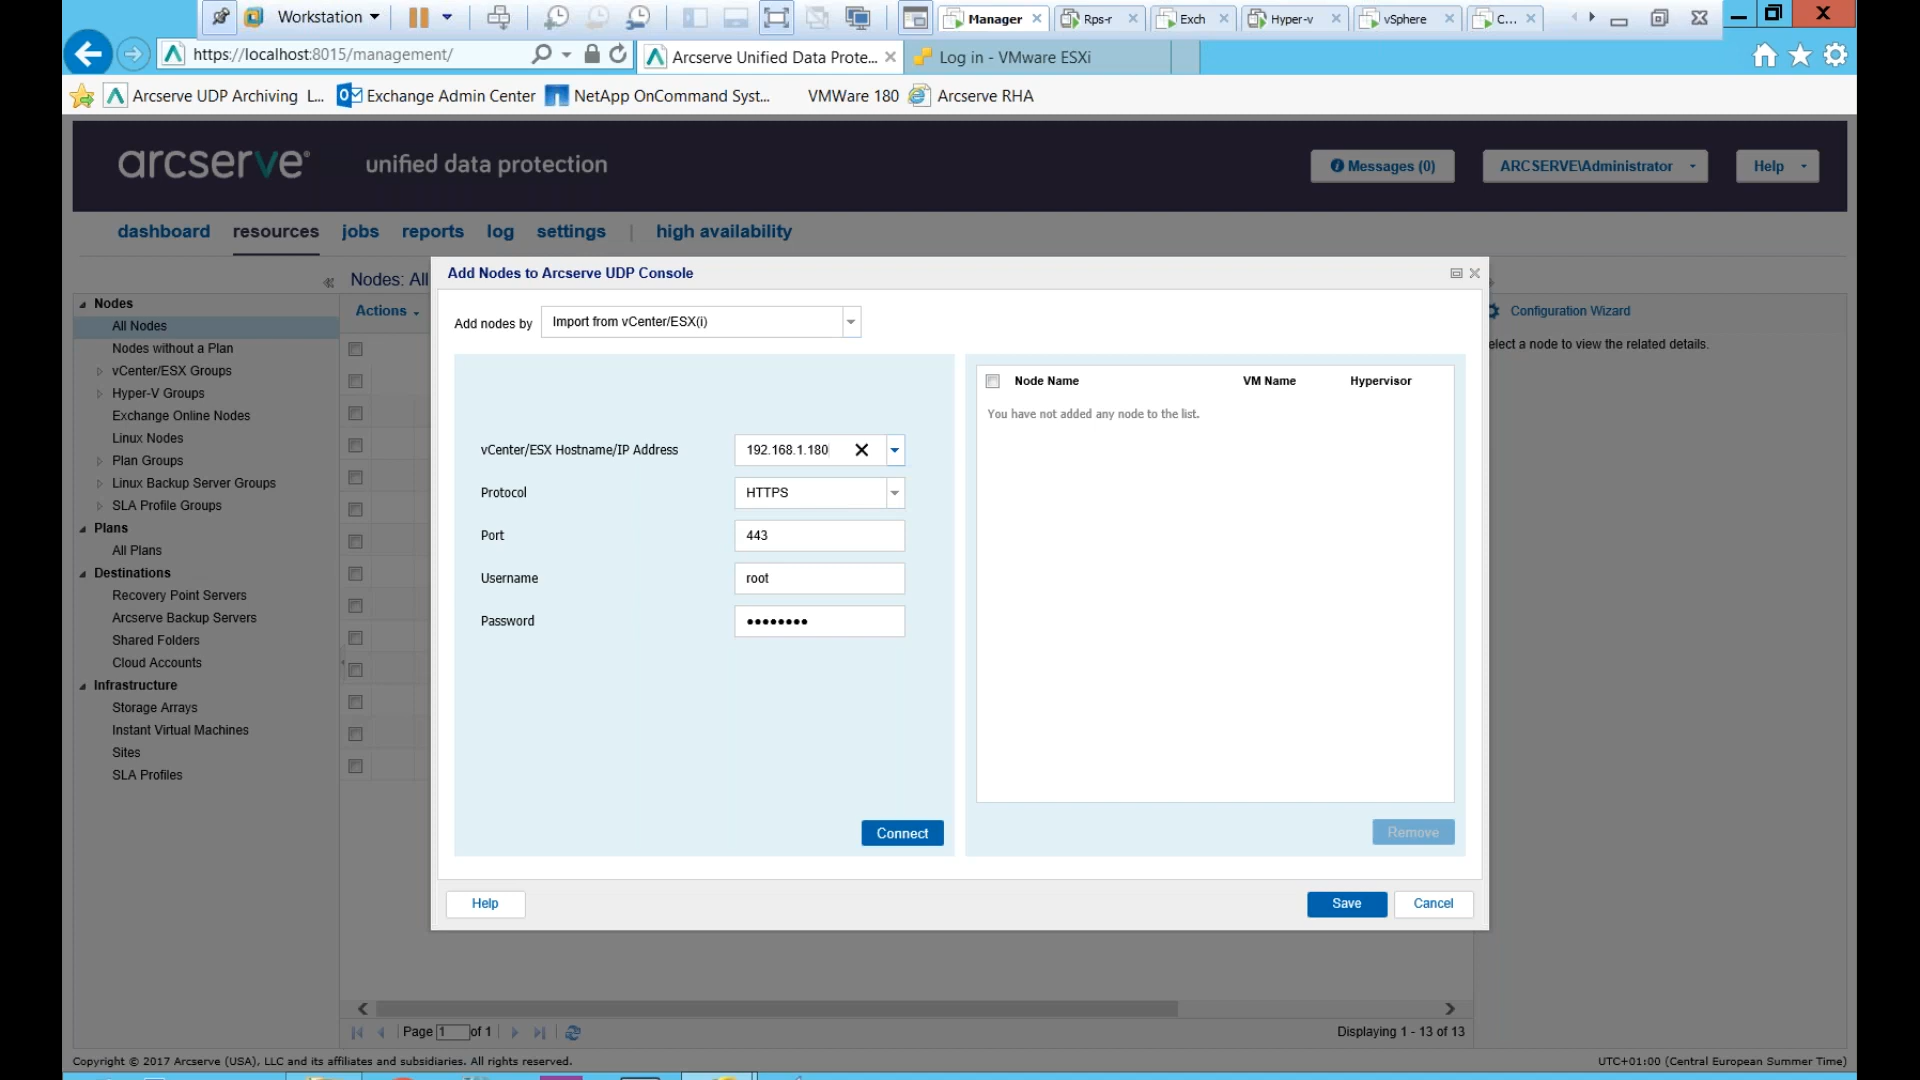 Workstation
Manager
Rps-r
Exch
Hyper-v
vSphere
C...
https://localhost:8015/management/
Arcserve Unified Data Prote...
Log in - VMware ESXi
Arcserve UDP Archiving L...
Exchange Admin Center
NetApp OnCommand Syst...
VMWare 180
Arcserve RHA
arcserve®
unified data protection
Messages (0)
ARCSERVE\Administrator
Help
dashboard
resources
jobs
reports
log
settings
high availability
Nodes
All Nodes
Nodes without a Plan
vCenter/ESX Groups
Hyper-V Groups
Exchange Online Nodes
Linux Nodes
Plan Groups
Linux Backup Server Groups
SLA Profile Groups
Plans
All Plans
Destinations
Recovery Point Servers
Arcserve Backup Servers
Shared Folders
Cloud Accounts
Infrastructure
Storage Arrays
Instant Virtual Machines
Sites
SLA Profiles
Nodes: All
Actions
Add Nodes to Arcserve UDP Console
Add nodes by
Import from vCenter/ESX(i)
vCenter/ESX Hostname/IP Address
192.168.1.180
Protocol
HTTPS
Port
443
Username
root
Password
••••••••
Connect
Node Name
VM Name
Hypervisor
You have not added any node to the list.
Remove
Help
Save
Cancel
Configuration Wizard
elect a node to view the related details.
Page 1 of 1
Displaying 1 - 13 of 13
Copyright © 2017 Arcserve (USA), LLC and its affiliates and subsidiaries. All rights reserved.
UTC+01:00 (Central European Summer Time)